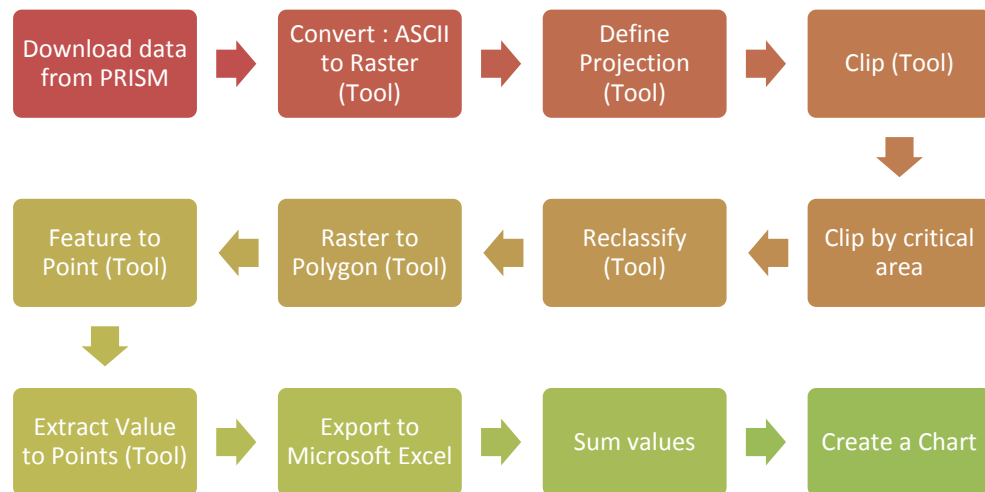 Download data
from PRISM
Convert : ASCII
to Raster
(Tool)
Define
Projection
(Tool)
Clip (Tool)
Clip by critical
area
Reclassify
(Tool)
Raster to
Polygon (Tool)
Feature to
Point (Tool)
Extract Value
to Points (Tool)
Export to
Microsoft Excel
Sum values
Create a Chart